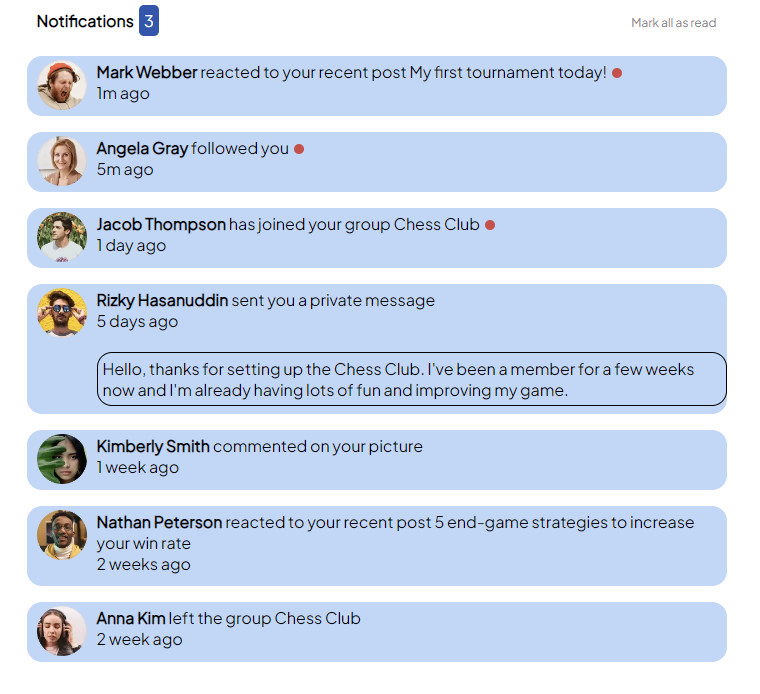 Notifications 3
Mark all as read
Mark Webber reacted to your recent post My first tournament today!
1m ago
Angela Gray followed you
5m ago
Jacob Thompson has joined your group Chess Club
1 day ago
Rizky Hasanuddin sent you a private message
5 days ago
Hello, thanks for setting up the Chess Club. I've been a member for a few weeks
now and I'm already having lots of fun and improving my game.
Kimberly Smith commented on your picture
1 week ago
Nathan Peterson reacted to your recent post 5 end-game strategies to increase
your win rate
2 weeks ago
Anna Kim left the group Chess Club
2 week ago